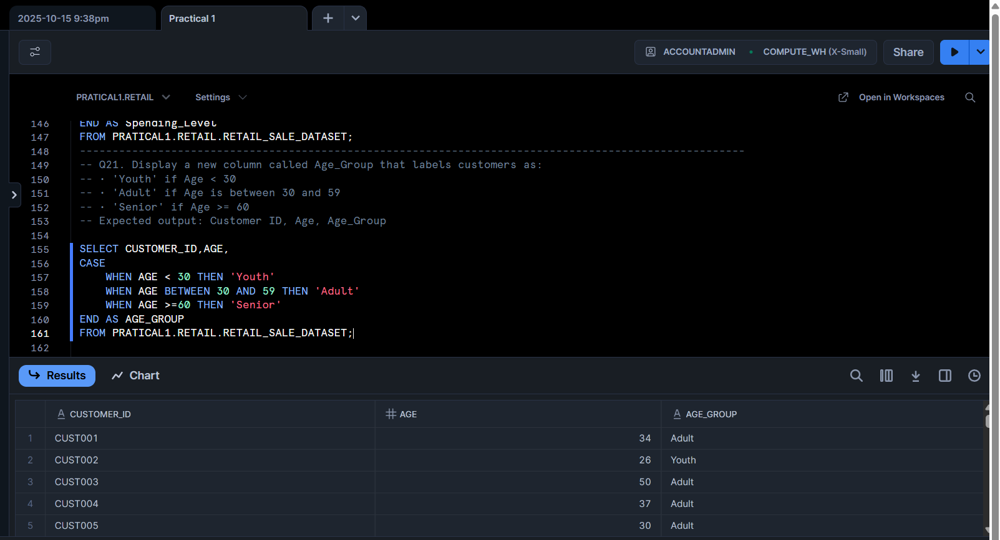 2025-10-15 9:38pm
Practical 1
ACCOUNTADMIN • COMPUTE_WH (X-Small)
Share
PRATICAL1.RETAIL
Settings
Open in Workspaces
146 END AS Spending_Level
147 FROM PRATICAL1.RETAIL.RETAIL_SALE_DATASET;
148 ------------------------------------------------------------------------------------------------------
149 -- Q21. Display a new column called Age_Group that labels customers as:
150 -- · 'Youth' if Age < 30
151 -- · 'Adult' if Age is between 30 and 59
152 -- · 'Senior' if Age >= 60
153 -- Expected output: Customer ID, Age, Age_Group
154
155 SELECT CUSTOMER_ID,AGE,
156 CASE
157 WHEN AGE < 30 THEN 'Youth'
158 WHEN AGE BETWEEN 30 AND 59 THEN 'Adult'
159 WHEN AGE >=60 THEN 'Senior'
160 END AS AGE_GROUP
161 FROM PRATICAL1.RETAIL.RETAIL_SALE_DATASET;
162
Results
Chart
CUSTOMER_ID AGE AGE_GROUP
1 CUST001 34 Adult
2 CUST002 26 Youth
3 CUST003 50 Adult
4 CUST004 37 Adult
5 CUST005 30 Adult